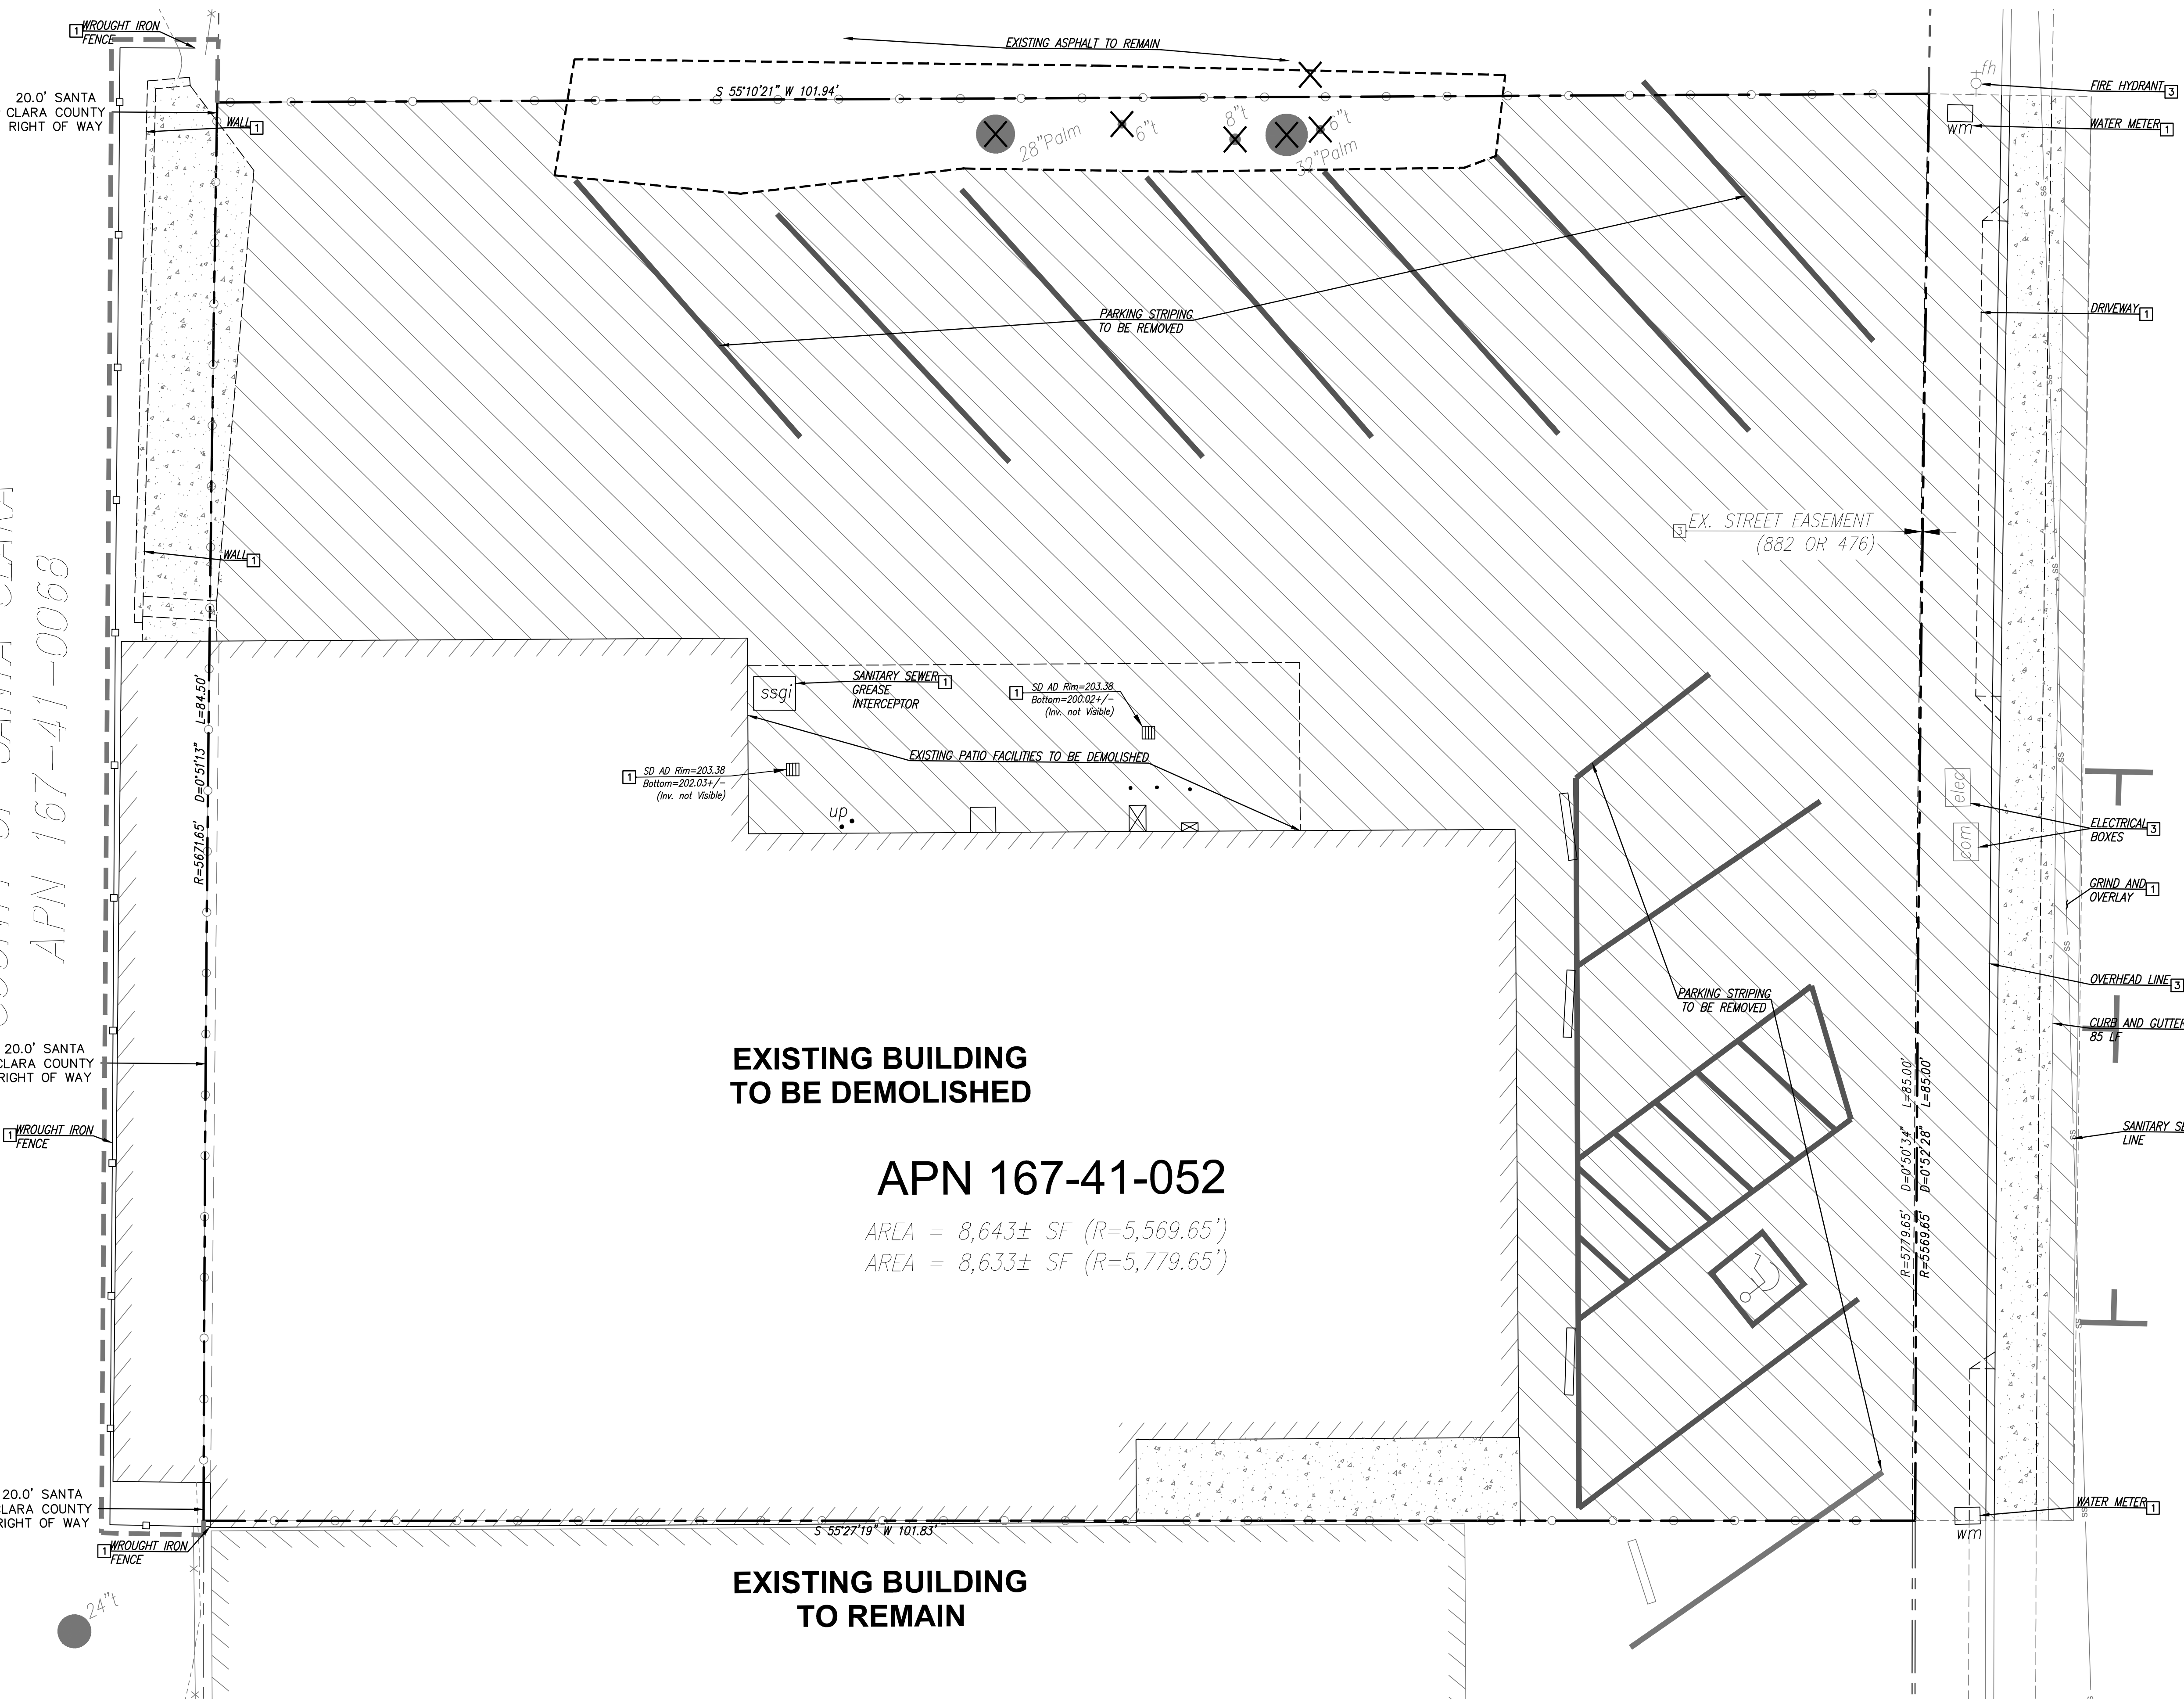 1 WROUGHT IRON
FENCE
20.0' SANTA
CLARA COUNTY
RIGHT OF WAY
WALL 1
EXISTING ASPHALT TO REMAIN
S 55°10'21" W 101.94'
28"Palm
6"t
8"t
32"Palm
6"t
fh
FIRE HYDRANT 3
wm
WATER METER 1
DRIVEWAY 1
PARKING STRIPING
TO BE REMOVED
3 EX. STREET EASEMENT
(882 OR 476)
WALL 1
APN 167-41-0068
R=5671.65' D=0°51'13" L=84.50'
ssgi
SANITARY SEWER 1
GREASE
INTERCEPTOR
1 SD AD Rim=203.38
Bottom=200.02+/-
(Inv. not Visible)
EXISTING PATIO FACILITIES TO BE DEMOLISHED
1 SD AD Rim=203.38
Bottom=202.03+/-
(Inv. not Visible)
up
elec
com
ELECTRICAL 3
BOXES
GRIND AND 1
OVERLAY
OVERHEAD LINE 3
CURB AND GUTTER
85 LF
PARKING STRIPING
TO BE REMOVED
20.0' SANTA
CLARA COUNTY
RIGHT OF WAY
EXISTING BUILDING
TO BE DEMOLISHED
1 WROUGHT IRON
FENCE
SANITARY
LINE
APN 167-41-052
AREA = 8,643± SF (R=5,569.65')
AREA = 8,633± SF (R=5,779.65')
R=5779.65' D=0°50'34" L=85.00'
R=5569.65' D=0°52'28" L=85.00'
ss
ss
ss
ss
ss
ss
ss
ss
20.0' SANTA
CLARA COUNTY
RIGHT OF WAY
WATER METER 1
wm
S 55°27'19" W 101.83'
1 WROUGHT IRON
FENCE
EXISTING BUILDING
TO REMAIN
24"t